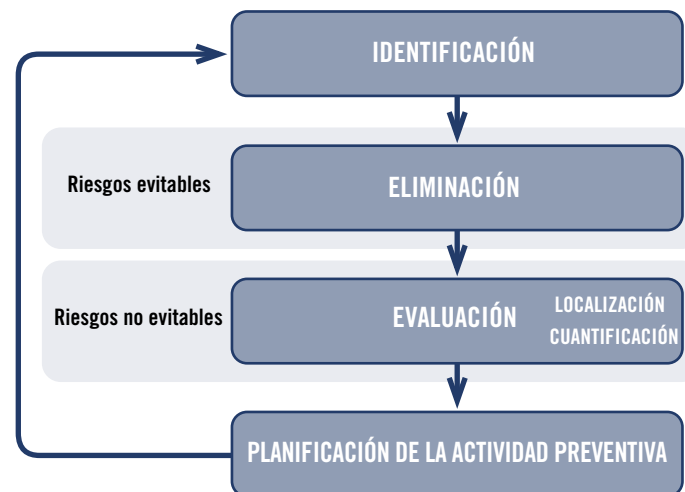 IDENTIFICACIÓN
Riesgos evitables
ELIMINACIÓN
Riesgos no evitables
EVALUACIÓN
LOCALIZACIÓN
CUANTIFICACIÓN
PLANIFICACIÓN DE LA ACTIVIDAD PREVENTIVA